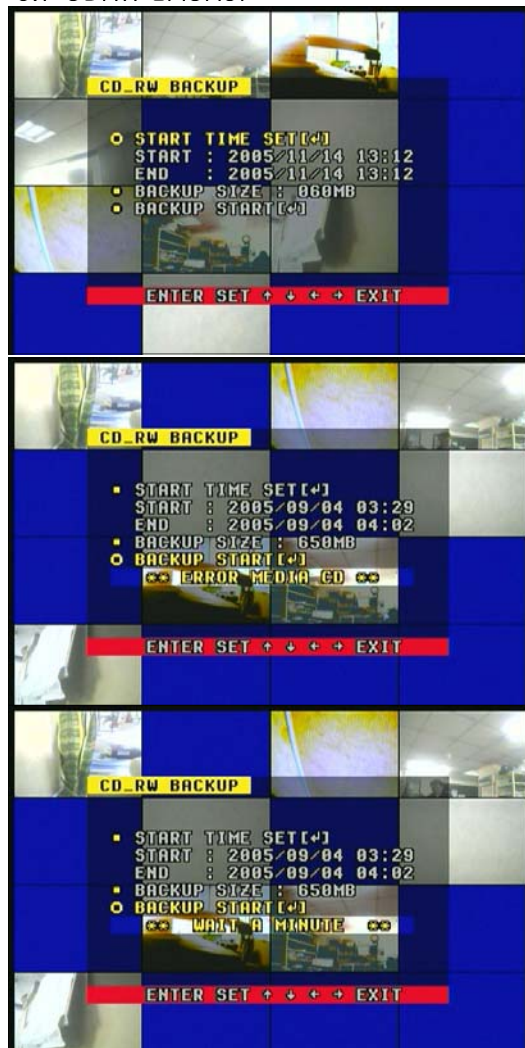 CD_RW BACKUP
START TIME SET[↵]
START : 2005/11/14 13:12
END : 2005/11/14 13:12
BACKUP SIZE : 060MB
BACKUP START[↵]
ENTER SET ↑ ↓ ← → EXIT
CD_RW BACKUP
START TIME SET[↵]
START : 2005/09/04 03:29
END : 2005/09/04 04:02
BACKUP SIZE : 650MB
BACKUP START[↵]
** ERROR MEDIA CD **
ENTER SET ↑ ↓ ← → EXIT
CD_RW BACKUP
START TIME SET[↵]
START : 2005/09/04 03:29
END : 2005/09/04 04:02
BACKUP SIZE : 650MB
BACKUP START[↵]
** WAIT A MINUTE **
ENTER SET ↑ ↓ ← → EXIT